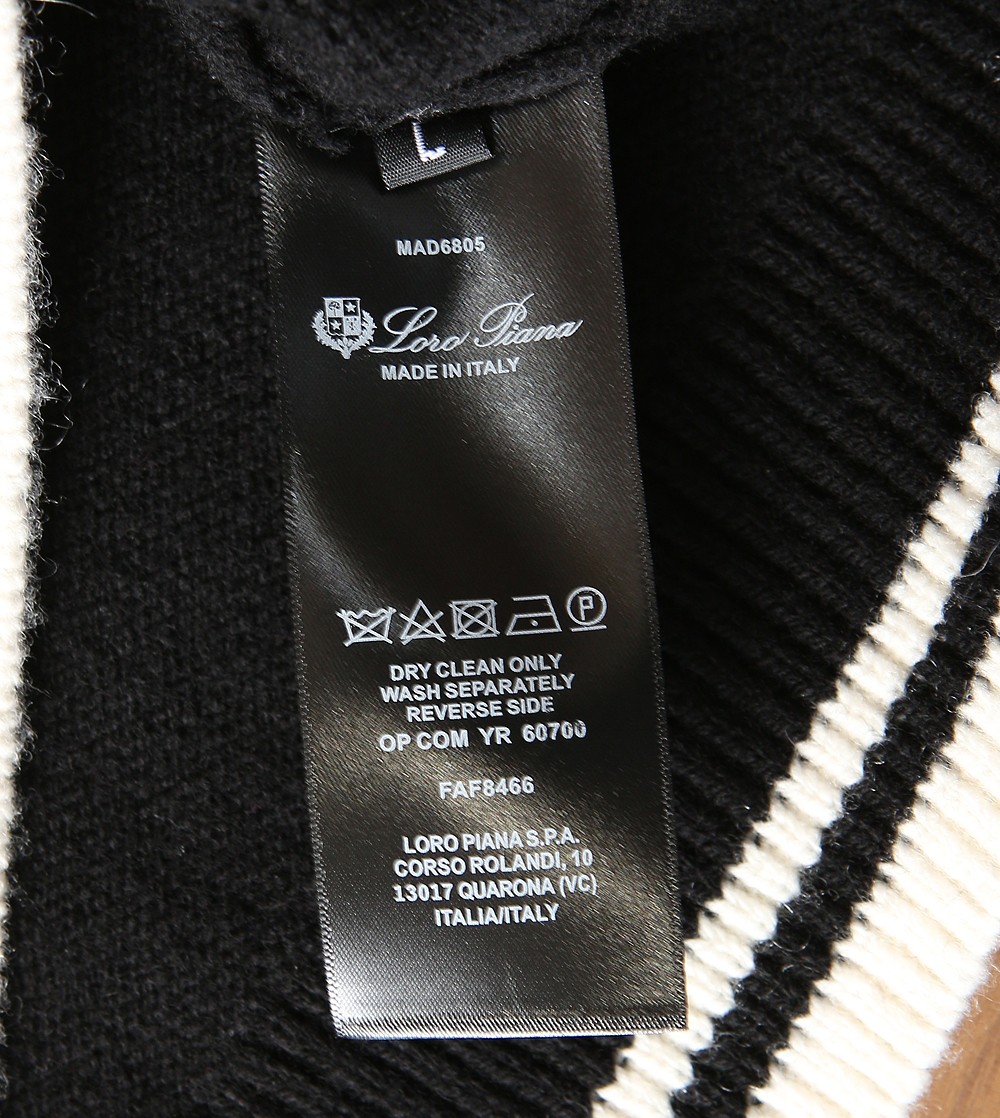 L
MAD6805
Loro Piana
MADE IN ITALY
P
DRY CLEAN ONLY
WASH SEPARATELY
REVERSE SIDE
OP COM YR 60700
FAF8466
LORO PIANA S.P.A.
CORSO ROLANDI, 10
13017 QUARONA (VC)
ITALIA/ITALY